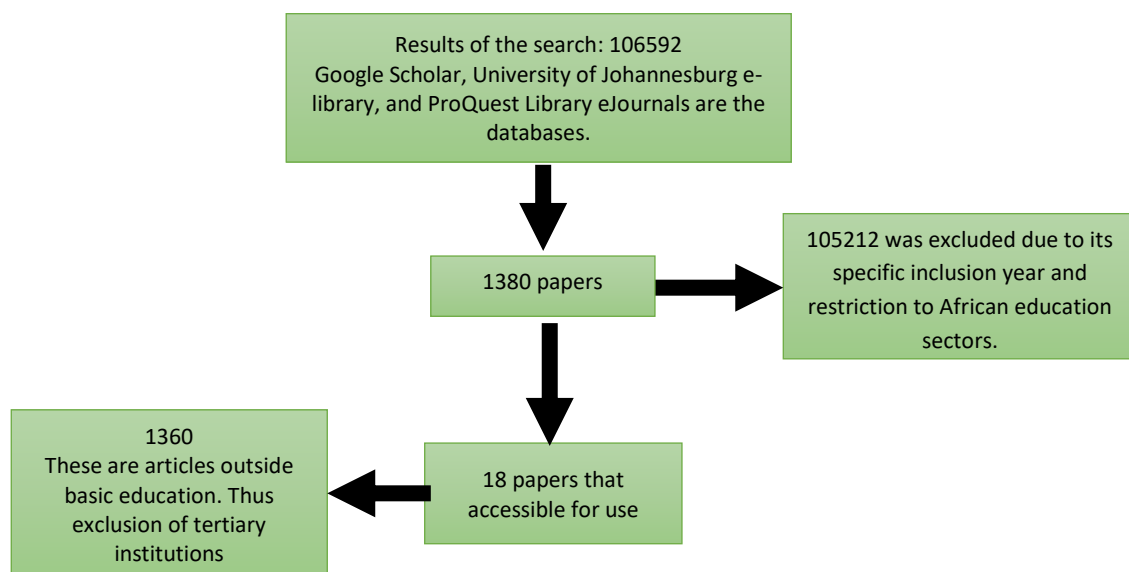 Results of the search: 106592
Google Scholar, University of Johannesburg e-
library, and ProQuest Library eJournals are the
databases.
1380 papers
105212 was excluded due to its
specific inclusion year and
restriction to African education
sectors.
1360
These are articles outside
basic education. Thus
exclusion of tertiary
institutions
18 papers that
accessible for use